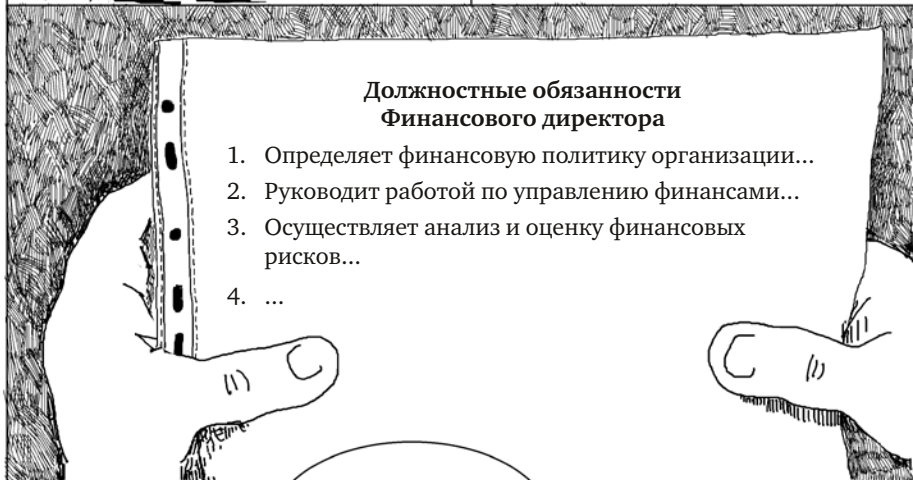 Должностные обязанности
Финансового директора
1. Определяет финансовую политику организации...
2. Руководит работой по управлению финансами...
3. Осуществляет анализ и оценку финансовых
рисков...
4. ...